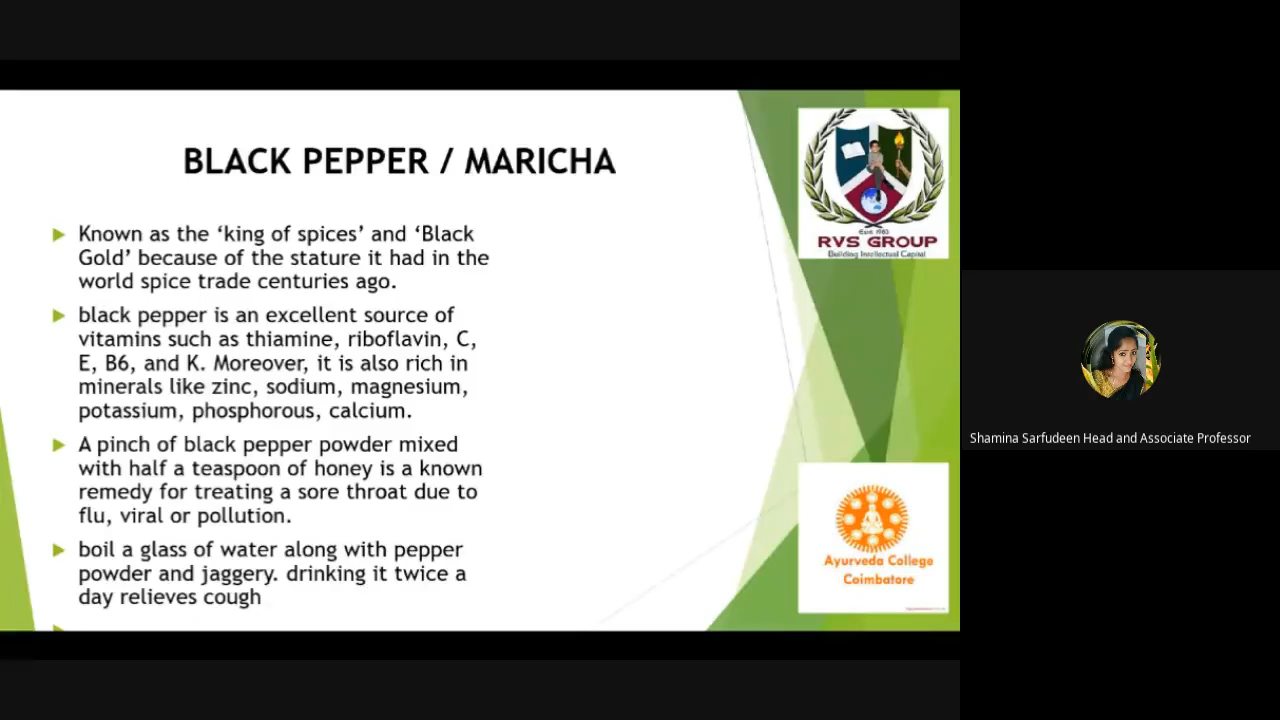 BLACK PEPPER / MARICHA
Known as the ‘king of spices’ and ‘Black
Gold’ because of the stature it had in the
world spice trade centuries ago.
black pepper is an excellent source of
vitamins such as thiamine, riboflavin, C,
E, B6, and K. Moreover, it is also rich in
minerals like zinc, sodium, magnesium,
potassium, phosphorous, calcium.
A pinch of black pepper powder mixed
with half a teaspoon of honey is a known
remedy for treating a sore throat due to
flu, viral or pollution.
boil a glass of water along with pepper
powder and jaggery. drinking it twice a
day relieves cough
Estd 1983
RVS GROUP
Building Intellectual Capital
Ayurveda College
Coimbatore
Shamina Sarfudeen Head and Associate Professor